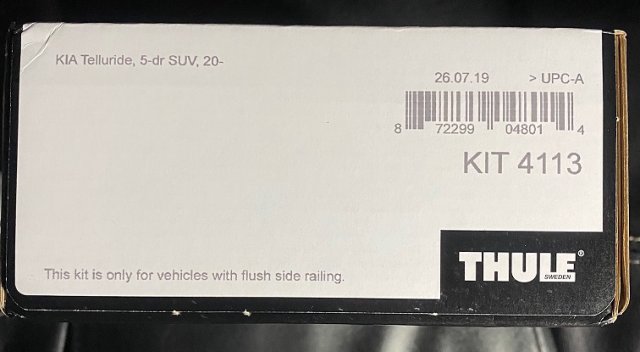 KIA Telluride, 5-dr SUV, 20-
26.07.19 > UPC-A
8 72299 04801 4
KIT 4113
THULE®
SWEDEN
This kit is only for vehicles with flush side railing.